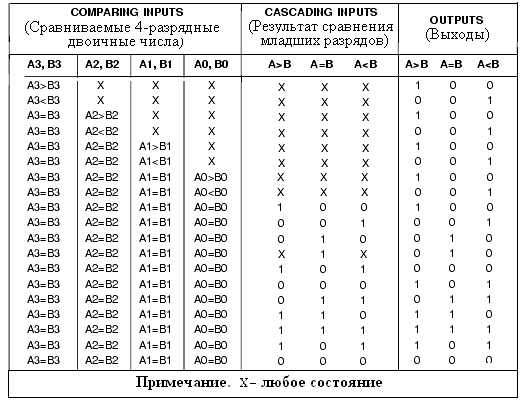 COMPARING INPUTS
(Сравниваемые 4-разрядные
двоичные числа)
CASCADING INPUTS
(Результат сравнения
младших разрядов)
OUTPUTS
(Выходы)
A3, B3 A2, B2 A1, B1 A0, B0 A>B A=B A<B A>B A=B A<B
A3>B3 X X X X X X 1 0 0
A3<B3 X X X X X X 0 0 1
A3=B3 A2>B2 X X X X X 1 0 0
A3=B3 A2<B2 X X X X X 0 0 1
A3=B3 A2=B2 A1>B1 X X X X 1 0 0
A3=B3 A2=B2 A1<B1 X X X X 0 0 1
A3=B3 A2=B2 A1=B1 A0>B0 X X X 1 0 0
A3=B3 A2=B2 A1=B1 A0<B0 X X X 0 0 1
A3=B3 A2=B2 A1=B1 A0=B0 1 0 0 1 0 0
A3=B3 A2=B2 A1=B1 A0=B0 0 0 1 0 0 1
A3=B3 A2=B2 A1=B1 A0=B0 0 1 0 0 1 0
A3=B3 A2=B2 A1=B1 A0=B0 X 1 X 0 1 0
A3=B3 A2=B2 A1=B1 A0=B0 1 0 1 0 0 0
A3=B3 A2=B2 A1=B1 A0=B0 0 0 0 1 0 1
A3=B3 A2=B2 A1=B1 A0=B0 0 1 1 0 1 1
A3=B3 A2=B2 A1=B1 A0=B0 1 1 0 1 1 0
A3=B3 A2=B2 A1=B1 A0=B0 1 1 1 1 1 1
A3=B3 A2=B2 A1=B1 A0=B0 1 0 1 1 0 1
A3=B3 A2=B2 A1=B1 A0=B0 0 0 0 0 0 0
Примечание. X – любое состояние